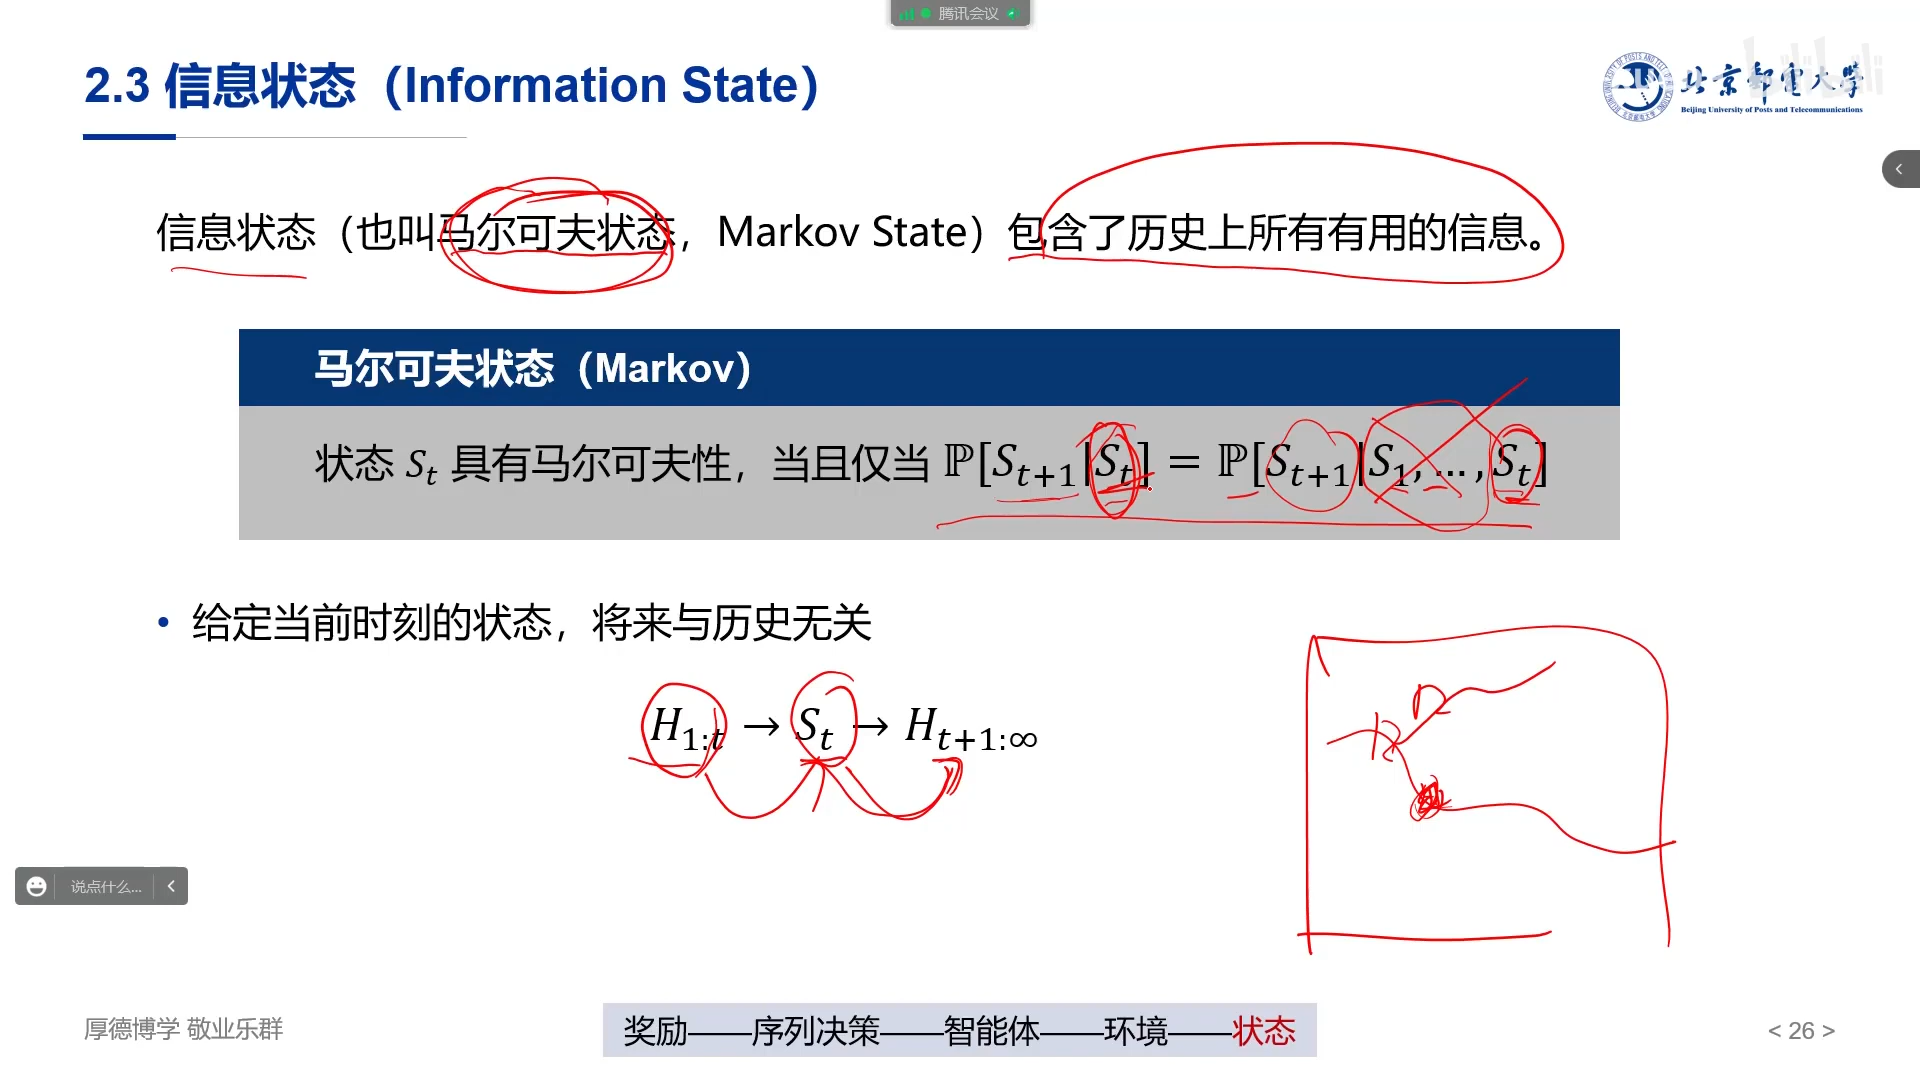 腾讯会议
2.3 信息状态（Information State）
北京邮电大学
Beijing University of Posts and Telecommunications
信息状态（也叫马尔可夫状态，Markov State）包含了历史上所有有用的信息。
马尔可夫状态（Markov）
状态 S_t 具有马尔可夫性，当且仅当 ℙ[S_{t+1}|S_t] = ℙ[S_{t+1}|S_1, ..., S_t]
• 给定当前时刻的状态，将来与历史无关
H_{1:t} → S_t → H_{t+1:∞}
说点什么...
厚德博学 敬业乐群
奖励——序列决策——智能体——环境——状态
< 26 >